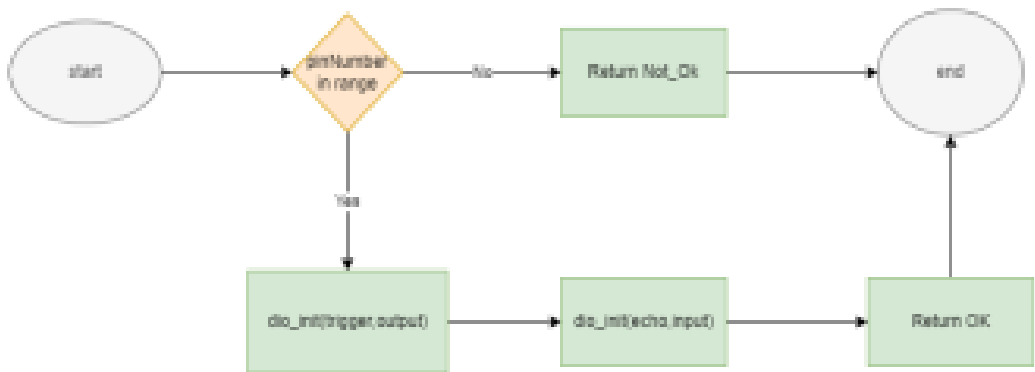 start
pinNumber
in range
No
Return Not_Ok
end
Yes
dio_init(trigger,output)
dio_init(echo,input)
Return OK